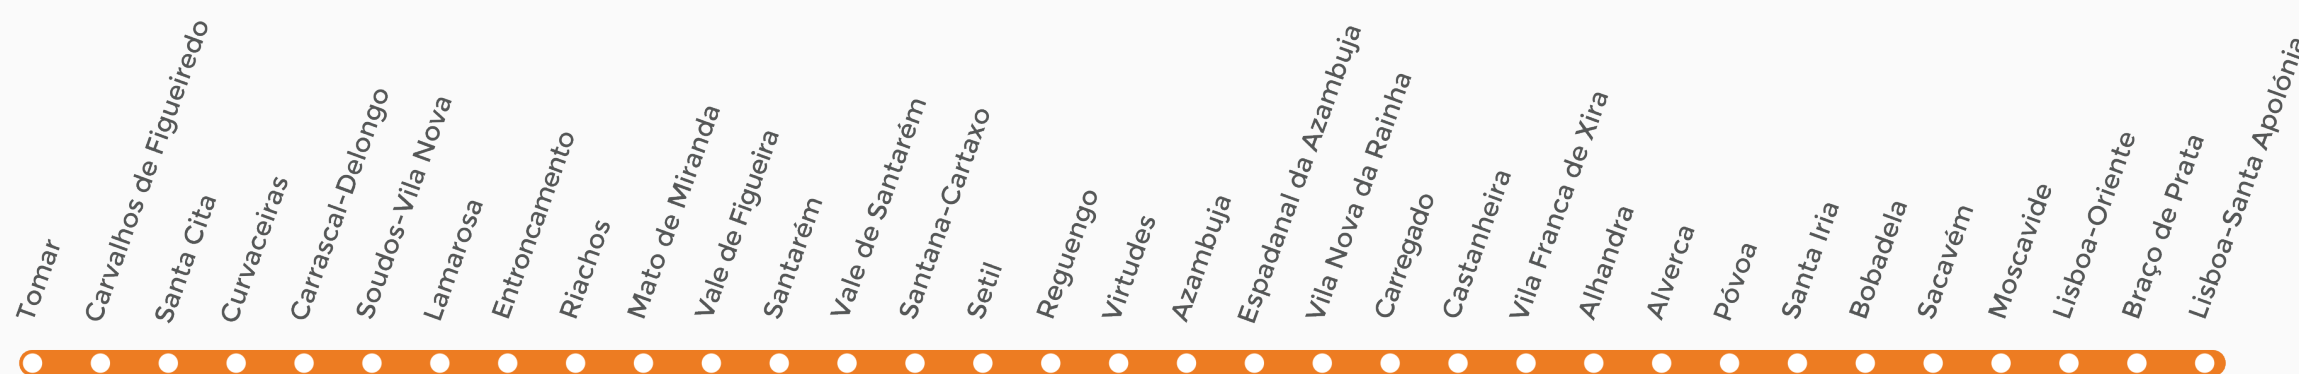 Tomar
Carvalhos de Figueiredo
Santa Cita
Curvaceiras
Carrascal-Delongo
Soudos-Vila Nova
Lamarosa
Entroncamento
Riachos
Mato de Miranda
Vale de Figueira
Santarém
Vale de Santarém
Santana-Cartaxo
Setil
Reguengo
Virtudes
Azambuja
Espadanal da Azambuja
Vila Nova da Rainha
Carregado
Castanheira
Vila Franca de Xira
Alhandra
Alverca
Póvoa
Santa Iria
Bobadela
Sacavém
Moscavide
Lisboa-Oriente
Braço de Prata
Lisboa-Santa Apolónia